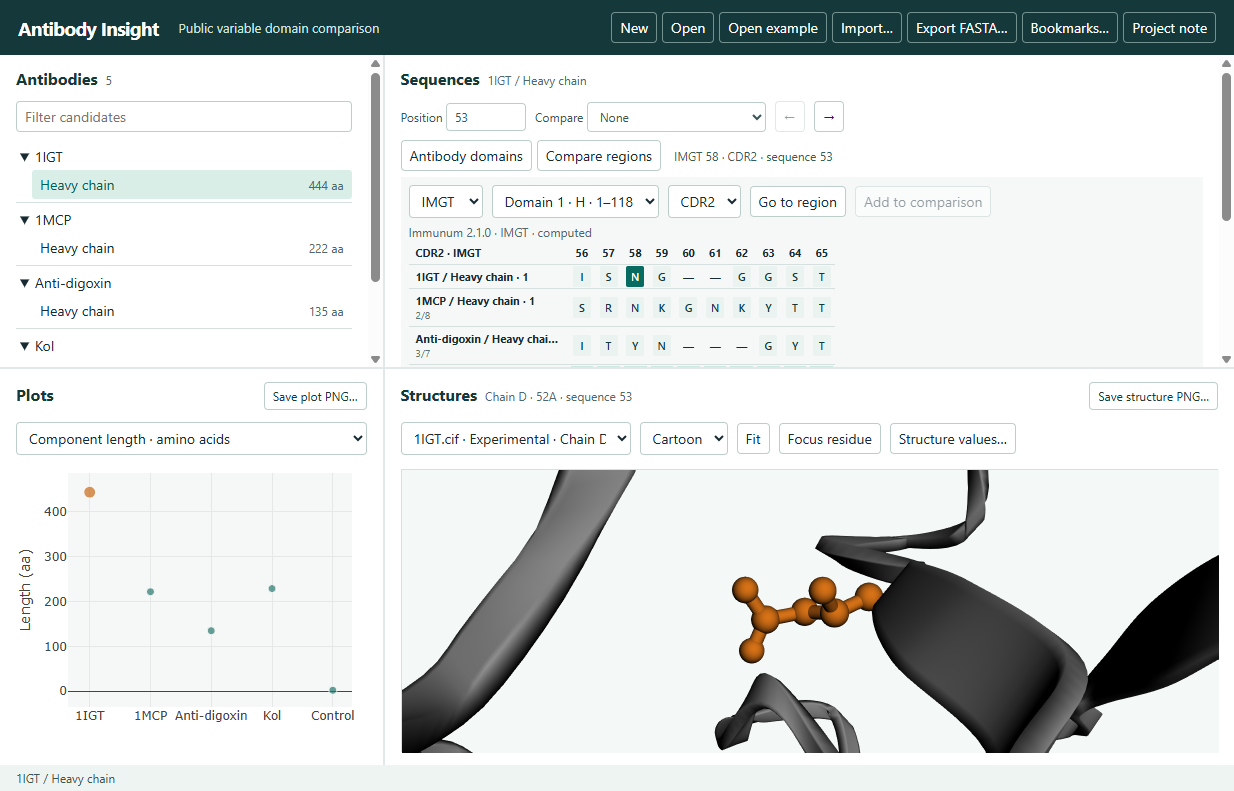 Antibody Insight Public variable domain comparison New Open Open example Import... Export FASTA... Bookmarks... Project note
Antibodies 5
Filter candidates
▼ 1IGT
Heavy chain 444 aa
▼ 1MCP
Heavy chain 222 aa
▼ Anti-digoxin
Heavy chain 135 aa
▼ Kol
Sequences 1IGT / Heavy chain
Position 53 Compare None ← →
Antibody domains Compare regions IMGT 58 · CDR2 · sequence 53
IMGT Domain 1 · H · 1–118 CDR2 Go to region Add to comparison
Immunum 2.1.0 · IMGT · computed
CDR2 · IMGT 56 57 58 59 60 61 62 63 64 65
1IGT / Heavy chain · 1 I S N G — — G G S T
1MCP / Heavy chain · 1 S R N K G N K Y T T
2/8
Anti-digoxin / Heavy chai... I T Y N — — — G Y T
3/7
Plots Save plot PNG...
Component length · amino acids
Length (aa)
400
300
200
100
0
1IGT 1MCP Anti-digoxin Kol Control
Structures Chain D · 52A · sequence 53 Save structure PNG...
1IGT.cif · Experimental · Chain D Cartoon Fit Focus residue Structure values...
1IGT / Heavy chain